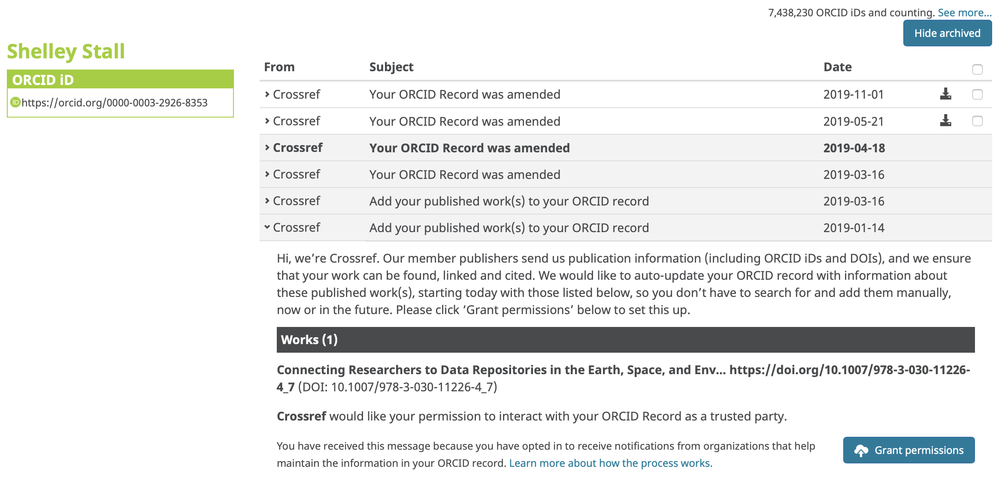 7,438,230 ORCID iDs and counting. See more...
Hide archived
Shelley Stall
ORCID iD
iD https://orcid.org/0000-0003-2926-8353
From Subject Date
Crossref Your ORCID Record was amended 2019-11-01
Crossref Your ORCID Record was amended 2019-05-21
Crossref Your ORCID Record was amended 2019-04-18
Crossref Your ORCID Record was amended 2019-03-16
Crossref Add your published work(s) to your ORCID record 2019-03-16
Crossref Add your published work(s) to your ORCID record 2019-01-14
Hi, we’re Crossref. Our member publishers send us publication information (including ORCID iDs and DOIs), and we ensure
that your work can be found, linked and cited. We would like to auto-update your ORCID record with information about
these published work(s), starting today with those listed below, so you don’t have to search for and add them manually,
now or in the future. Please click ‘Grant permissions’ below to set this up.
Works (1)
Connecting Researchers to Data Repositories in the Earth, Space, and Env... https://doi.org/10.1007/978-3-030-11226-
4_7 (DOI: 10.1007/978-3-030-11226-4_7)
Crossref would like your permission to interact with your ORCID Record as a trusted party.
You have received this message because you have opted in to receive notifications from organizations that help
maintain the information in your ORCID record. Learn more about how the process works.
Grant permissions